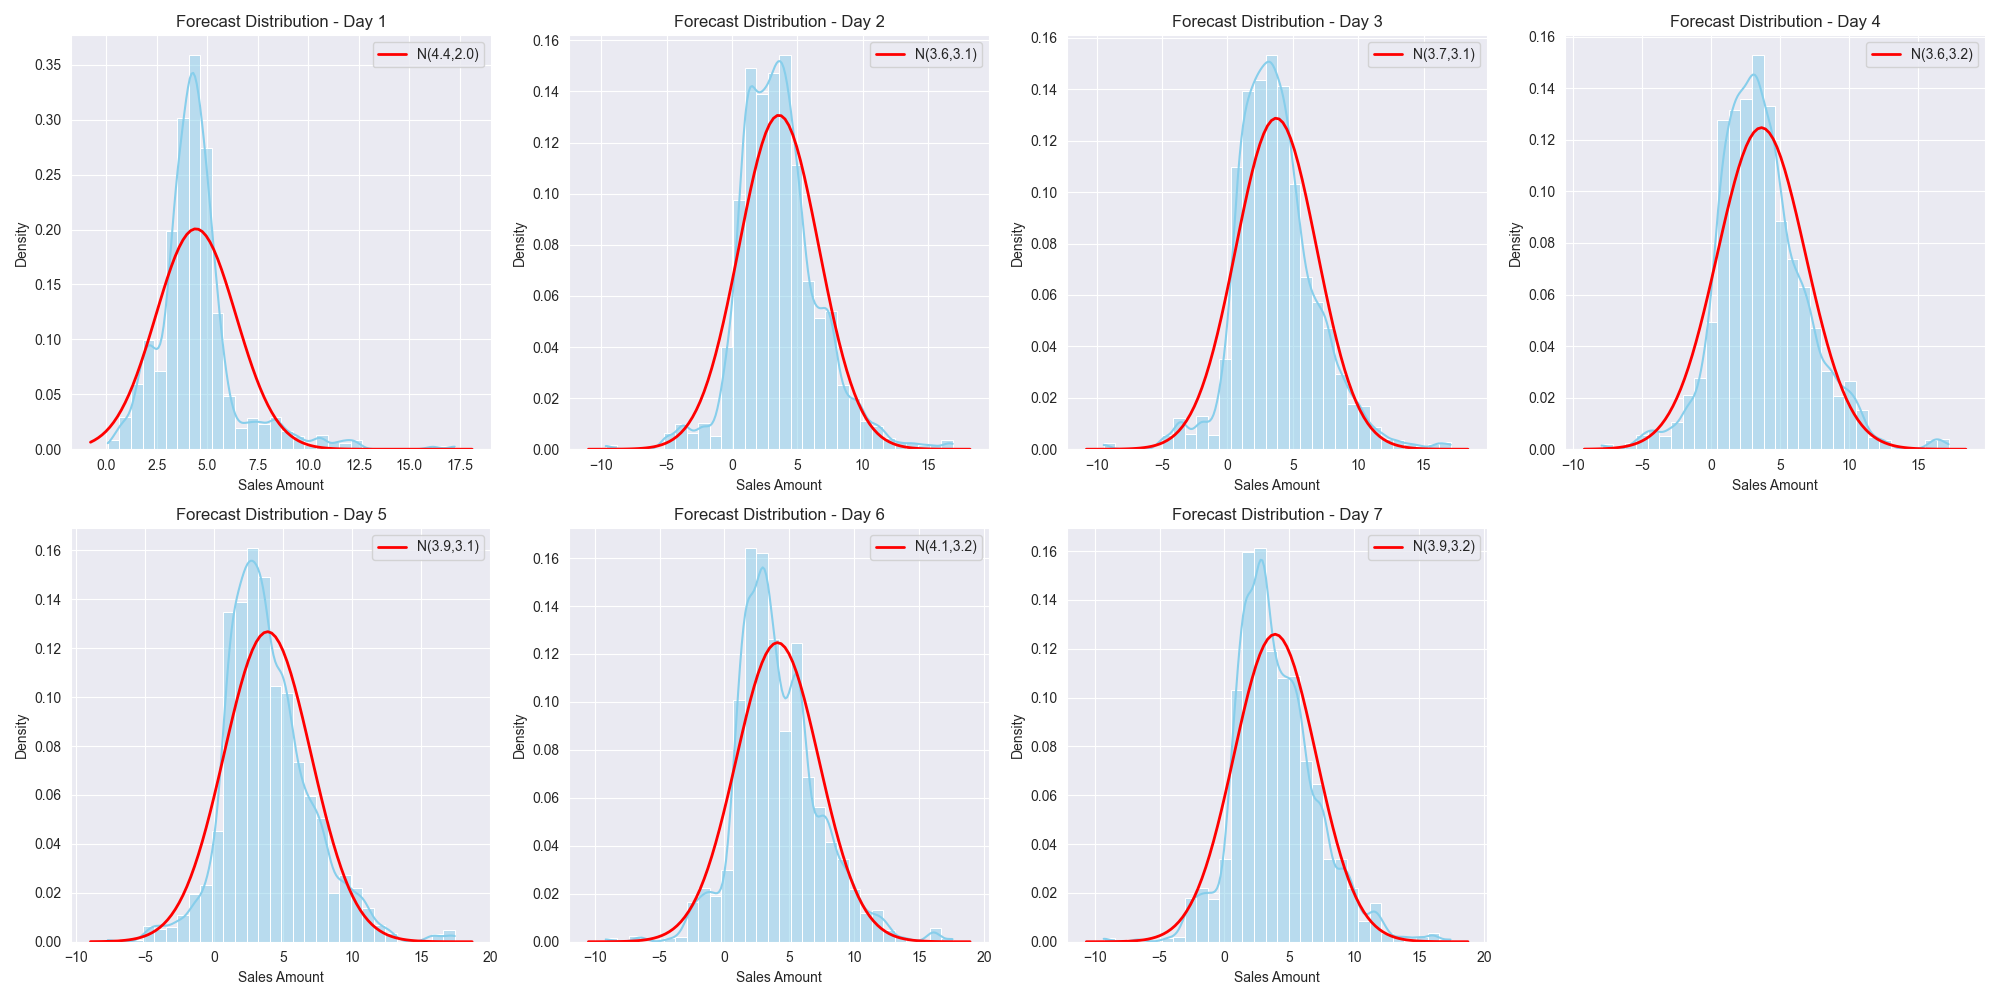 Forecast Distribution - Day 1
N(4.4,2.0)
Density
0.35
0.30
0.25
0.20
0.15
0.10
0.05
0.00
0.0 2.5 5.0 7.5 10.0 12.5 15.0 17.5
Sales Amount
Forecast Distribution - Day 2
N(3.6,3.1)
Density
0.16
0.14
0.12
0.10
0.08
0.06
0.04
0.02
0.00
−10 −5 0 5 10 15
Sales Amount
Forecast Distribution - Day 3
N(3.7,3.1)
Density
0.16
0.14
0.12
0.10
0.08
0.06
0.04
0.02
0.00
−10 −5 0 5 10 15
Sales Amount
Forecast Distribution - Day 4
N(3.6,3.2)
Density
0.16
0.14
0.12
0.10
0.08
0.06
0.04
0.02
0.00
−10 −5 0 5 10 15
Sales Amount
Forecast Distribution - Day 5
N(3.9,3.1)
Density
0.16
0.14
0.12
0.10
0.08
0.06
0.04
0.02
0.00
−10 −5 0 5 10 15 20
Sales Amount
Forecast Distribution - Day 6
N(4.1,3.2)
Density
0.16
0.14
0.12
0.10
0.08
0.06
0.04
0.02
0.00
−10 −5 0 5 10 15 20
Sales Amount
Forecast Distribution - Day 7
N(3.9,3.2)
Density
0.16
0.14
0.12
0.10
0.08
0.06
0.04
0.02
0.00
−10 −5 0 5 10 15 20
Sales Amount